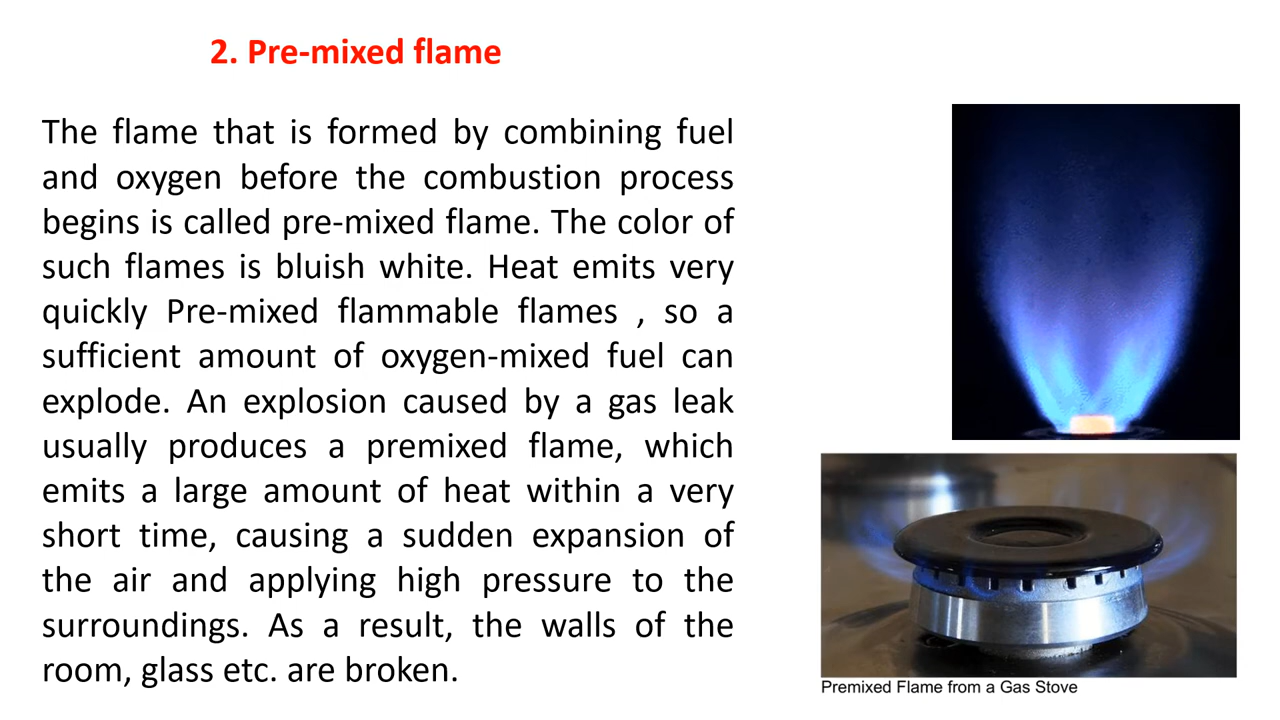 2. Pre-mixed flame
The flame that is formed by combining fuel
and oxygen before the combustion process
begins is called pre-mixed flame. The color of
such flames is bluish white. Heat emits very
quickly Pre-mixed flammable flames , so a
sufficient amount of oxygen-mixed fuel can
explode. An explosion caused by a gas leak
usually produces a premixed flame, which
emits a large amount of heat within a very
short time, causing a sudden expansion of
the air and applying high pressure to the
surroundings. As a result, the walls of the
room, glass etc. are broken.
Premixed Flame from a Gas Stove